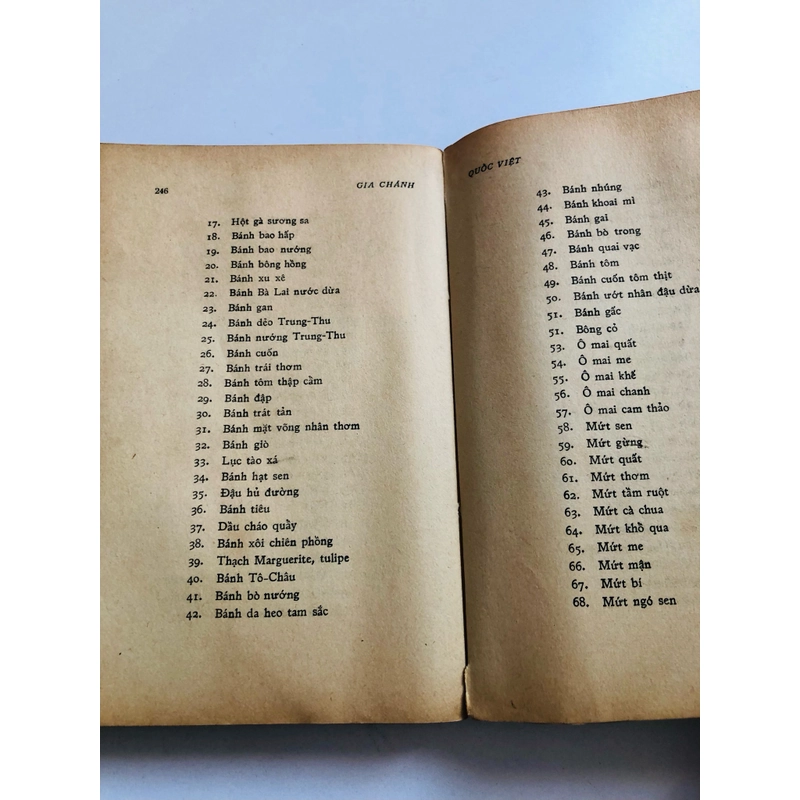 246
GIA CHÁNH
17. Hột gà sương sa
18. Bánh bao hấp
19. Bánh bao nướng
20. Bánh bông hồng
21. Bánh xu xê
22. Bánh Bà Lai nước dừa
23. Bánh gan
24. Bánh dẻo Trung-Thu
25. Bánh nướng Trung-Thu
26. Bánh cuốn
27. Bánh trái thơm
28. Bánh tôm thập cẩm
29. Bánh đập
30. Bánh trát tản
31. Bánh mặt võng nhân thơm
32. Bánh giò
33. Lục tào xá
34. Bánh hạt sen
35. Đậu hủ đường
36. Bánh tiêu
37. Dầu cháo quầy
38. Bánh xôi chiên phồng
39. Thạch Marguerite, tulipe
40. Bánh Tô-Châu
41. Bánh bò nướng
42. Bánh da heo tam sắc
QUỐC VIỆT
43. Bánh nhúng
44. Bánh khoai mì
45. Bánh gai
46. Bánh bò trong
47. Bánh quai vạc
48. Bánh tôm
49. Bánh cuốn tôm thịt
50. Bánh ướt nhân đậu dừa
51. Bánh gấc
51. Bông cỏ
53. Ô mai quất
54. Ô mai me
55. Ô mai khế
56. Ô mai chanh
57. Ô mai cam thảo
58. Mứt sen
59. Mứt gừng
60. Mứt quất
61. Mứt thơm
62. Mứt tầm ruột
63. Mứt cà chua
64. Mứt khổ qua
65. Mứt me
66. Mứt mận
67. Mứt bí
68. Mứt ngó sen